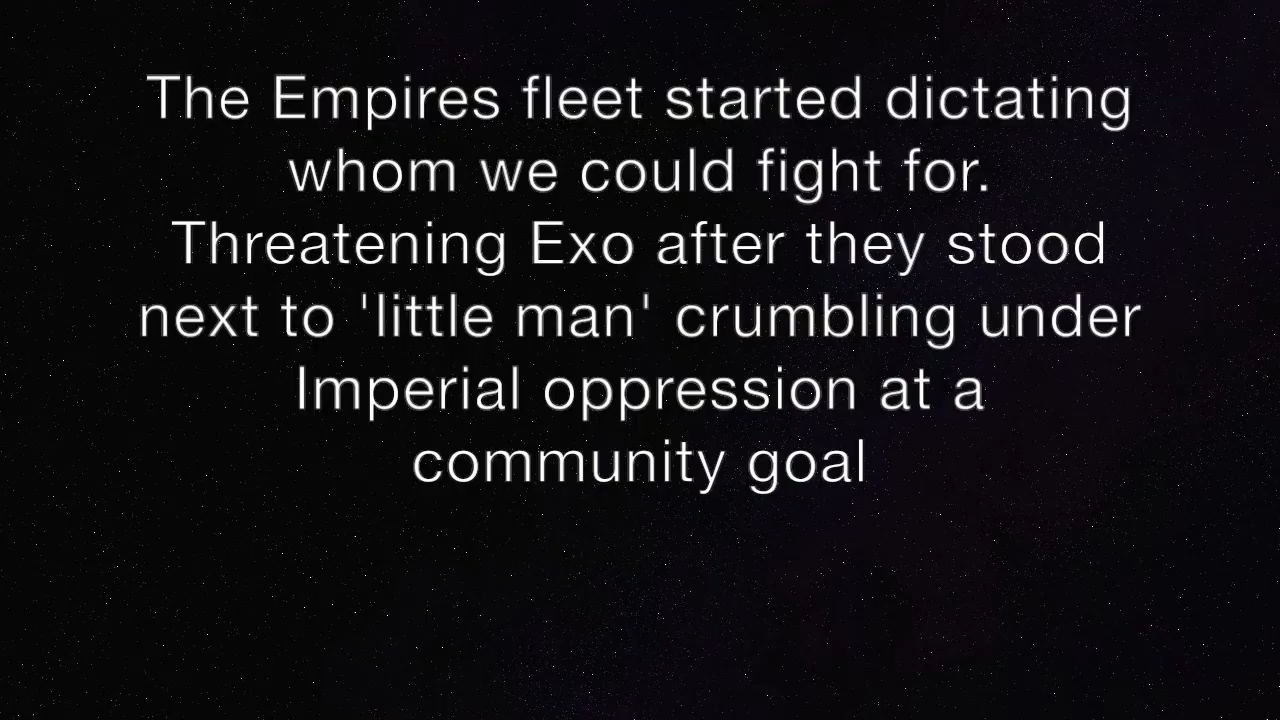 The Empires fleet started dictating
whom we could fight for.
Threatening Exo after they stood
next to 'little man' crumbling under
Imperial oppression at a
community goal